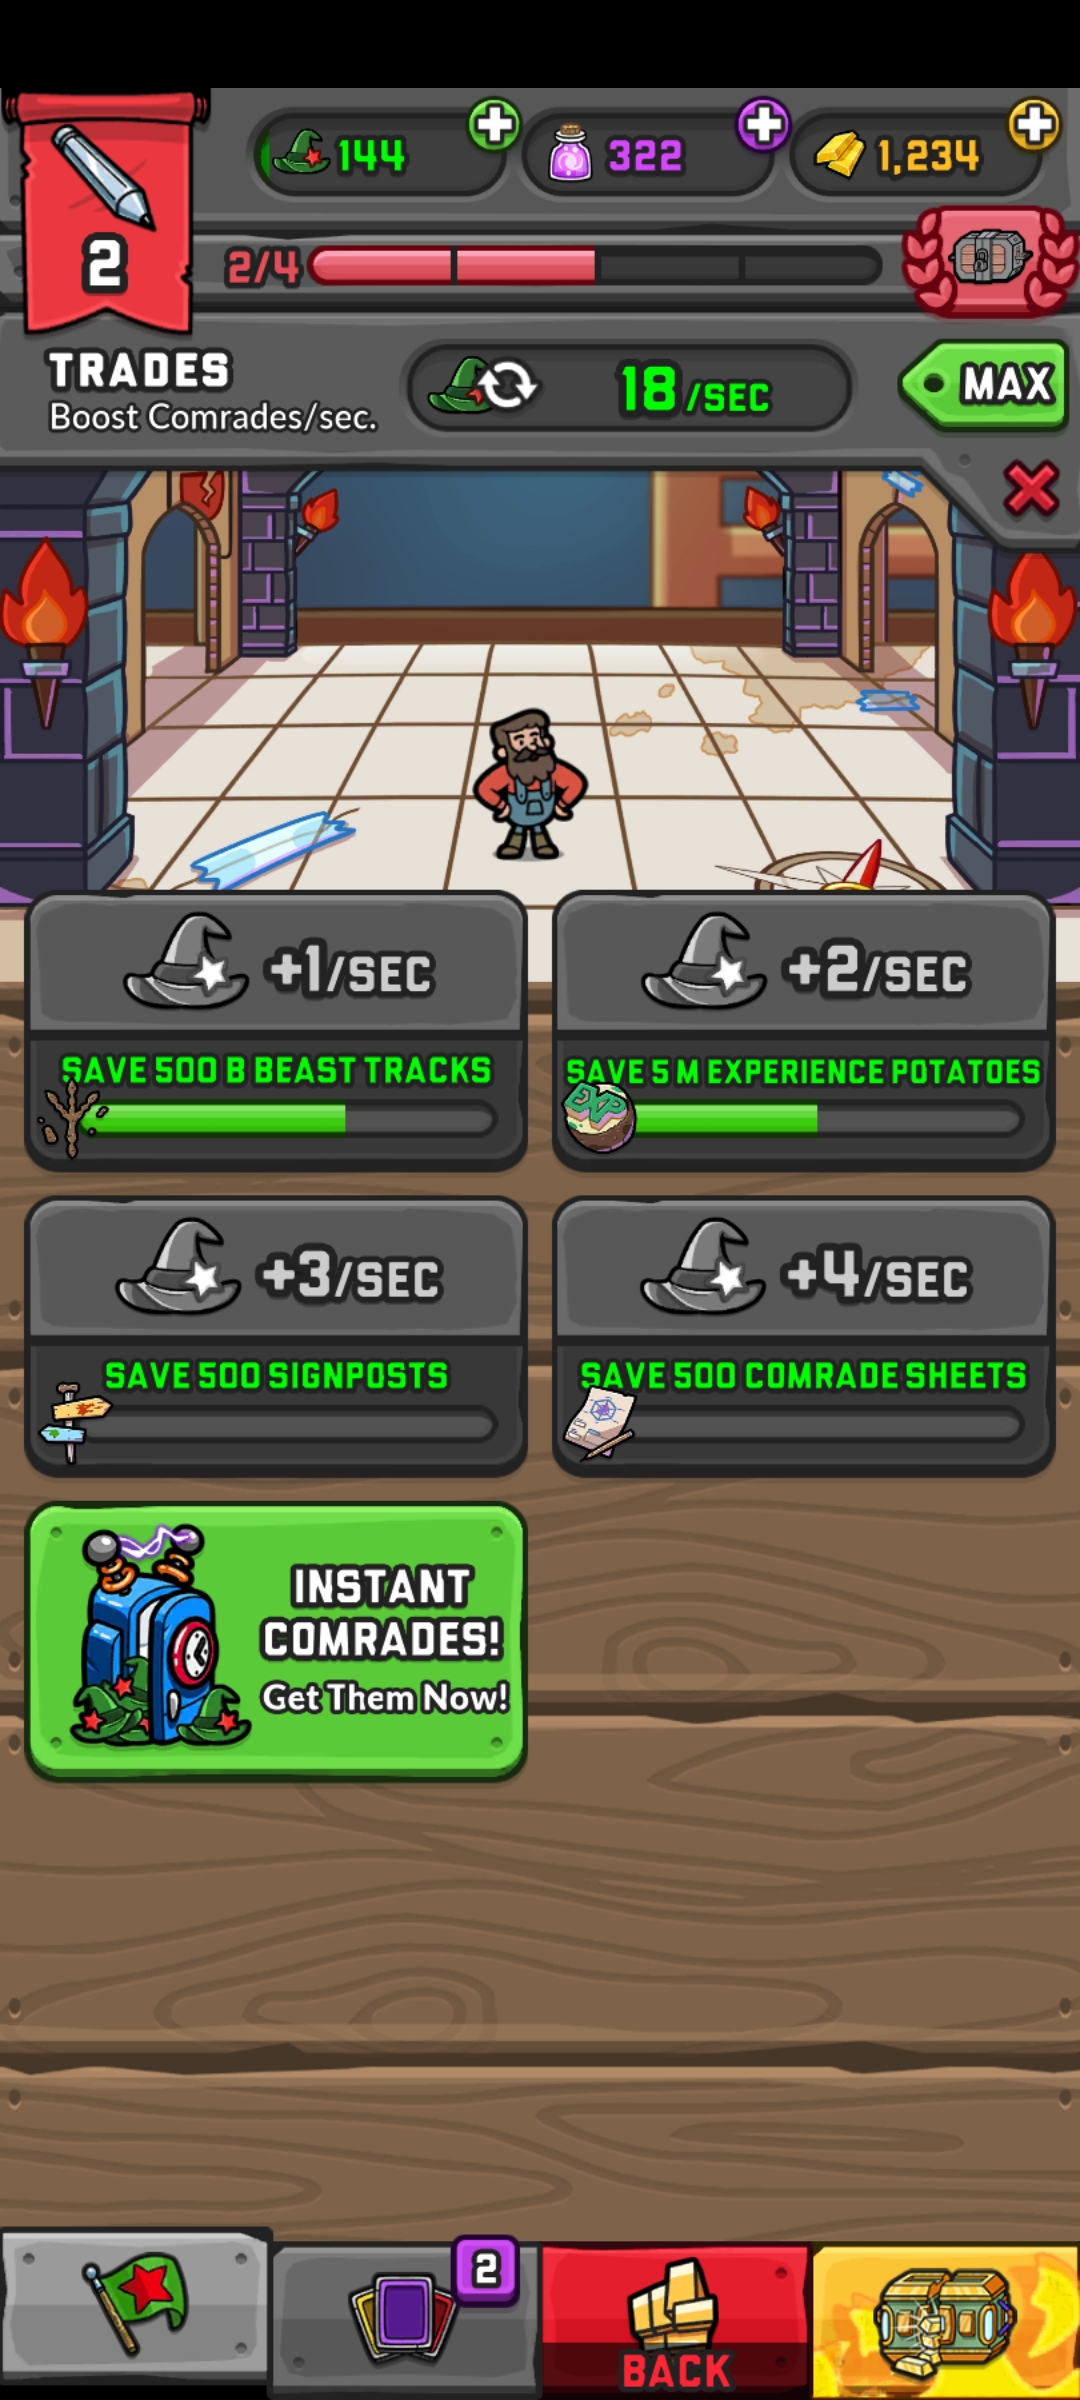 144
322
1,234
2
2/4
TRADES
Boost Comrades/sec.
18/SEC
MAX
+1/SEC
+2/SEC
SAVE 500 B BEAST TRACKS
SAVE 5 M EXPERIENCE POTATOES
EXP
+3/SEC
+4/SEC
SAVE 500 SIGNPOSTS
SAVE 500 COMRADE SHEETS
INSTANT
COMRADES!
Get Them Now!
2
BACK